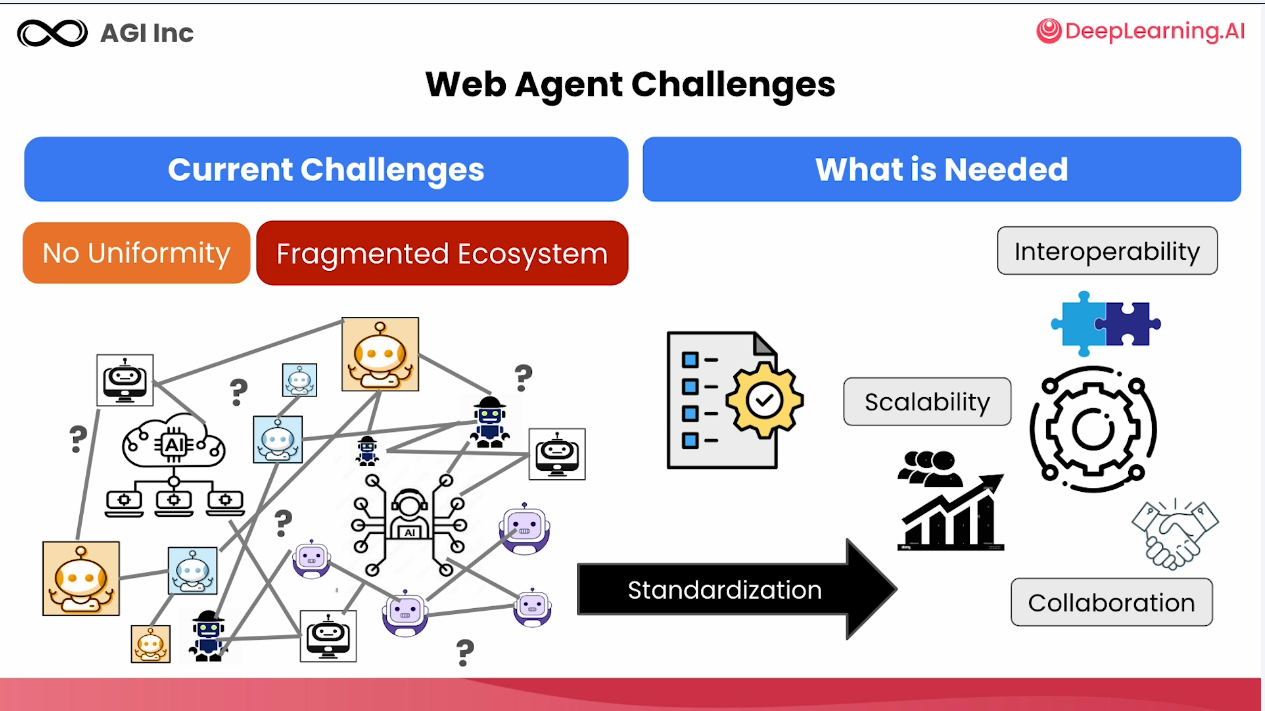 AGI Inc
DeepLearning.AI
Web Agent Challenges
Current Challenges
What is Needed
No Uniformity
Fragmented Ecosystem
Interoperability
?
?
?
Scalability
AI
?
AI
Standardization
Collaboration
?